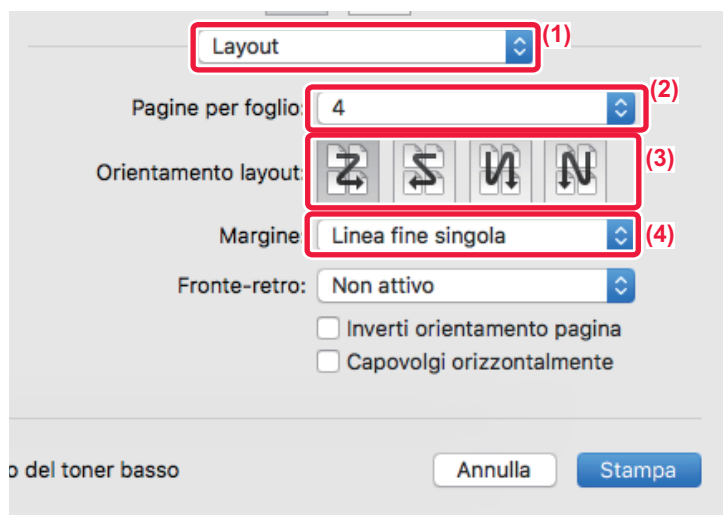 Layout (1)
Pagine per foglio: 4 (2)
Orientamento layout: (3)
Margine: Linea fine singola (4)
Fronte-retro: Non attivo
Inverti orientamento pagina
Capovolgi orizzontalmente
o del toner basso Annulla Stampa